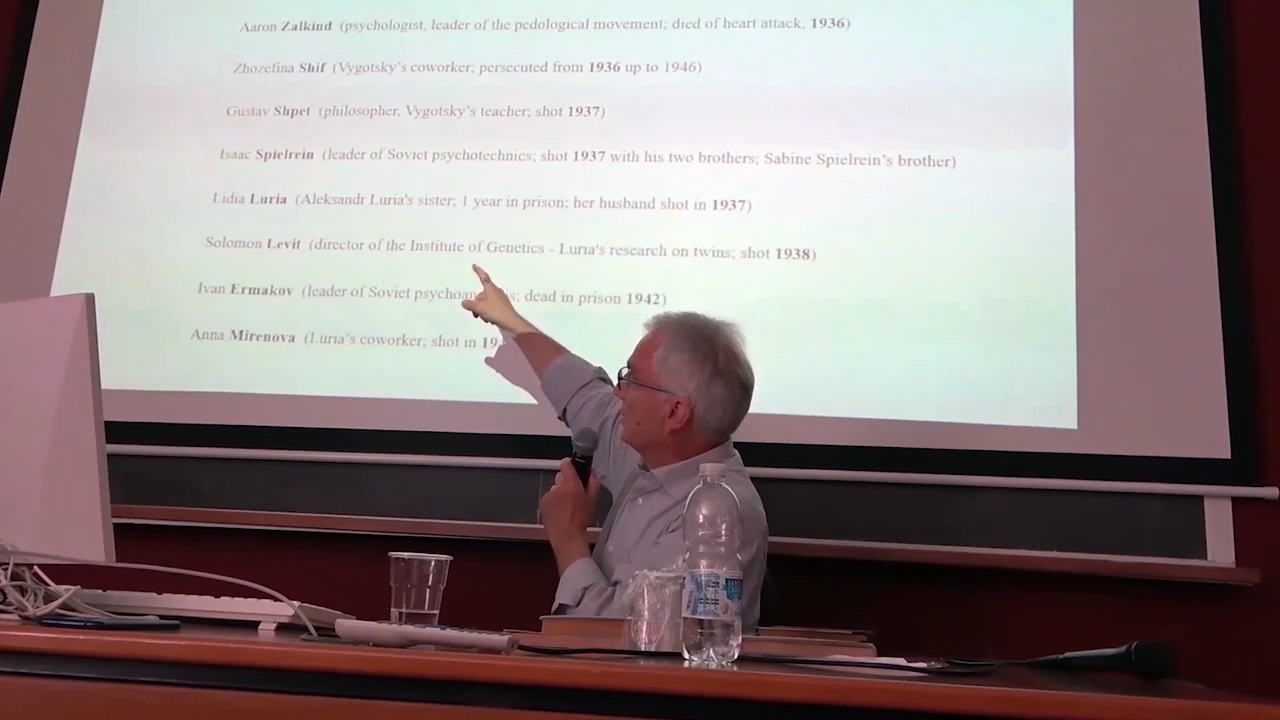 Aaron Zalkind (psychologist, leader of the pedological movement; died of heart attack, 1936)
Zhozefina Shif (Vygotsky's coworker; persecuted from 1936 up to 1946)
Gustav Shpet (philosopher, Vygotsky's teacher; shot 1937)
Isaac Spielrein (leader of Soviet psychotechnics; shot 1937 with his two brothers; Sabine Spielrein's brother)
Lidia Luria (Aleksandr Luria's sister; 1 year in prison; her husband shot in 1937)
Solomon Levit (director of the Institute of Genetics - Luria's research on twins; shot 1938)
Ivan Ermakov (leader of Soviet ; dead in prison 1942)
Anna Mirenova (Luria's coworker; shot in